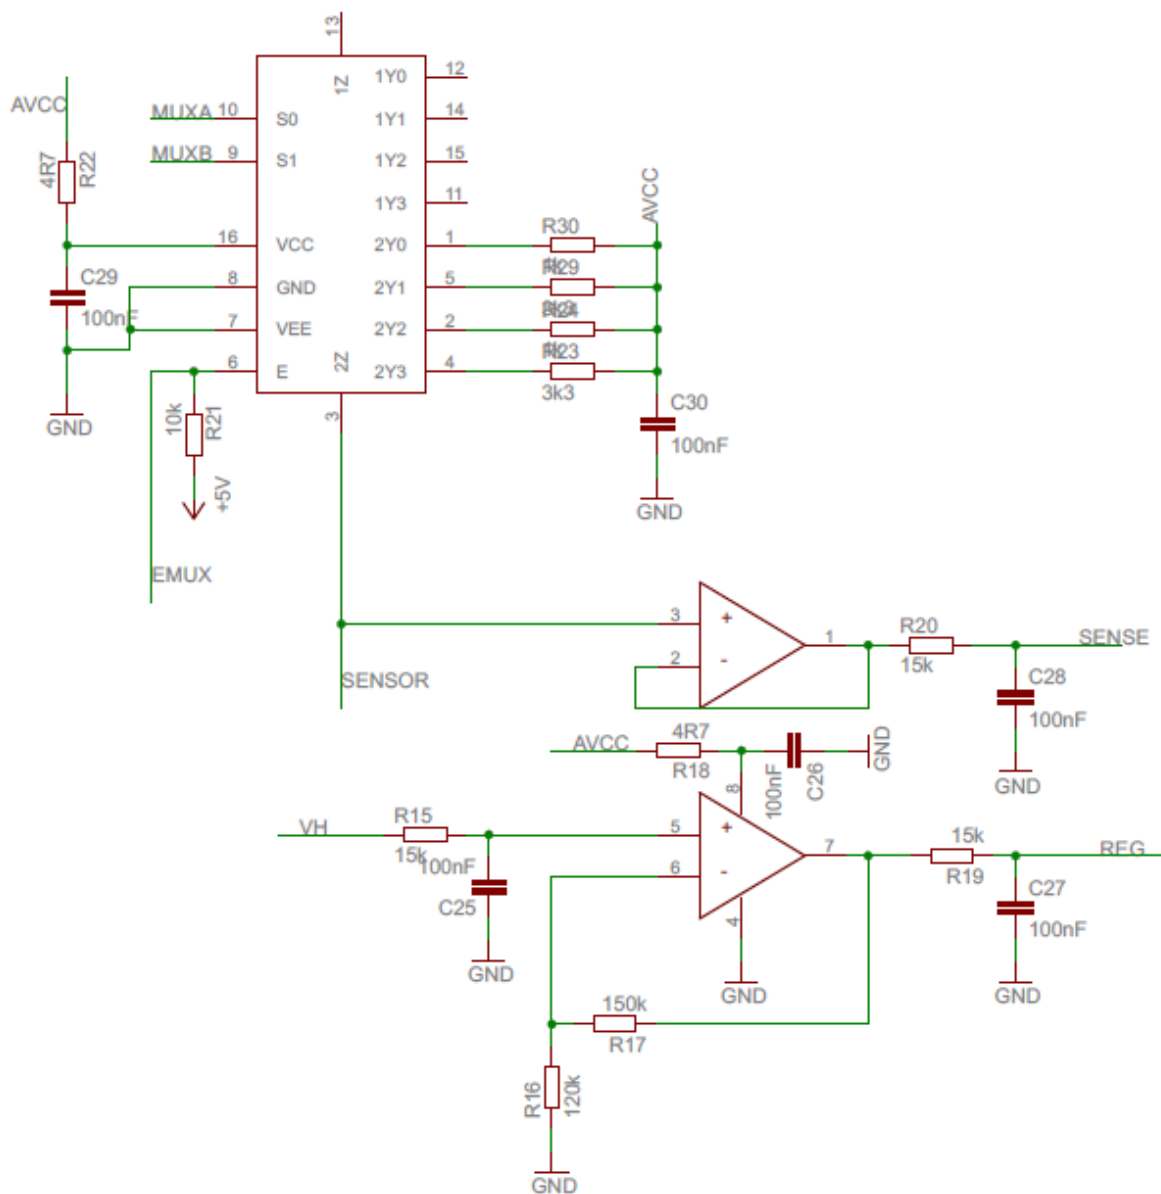 13
1Z
AVCC
4R7
R22
MUXA 10 S0
MUXB 9 S1
16 VCC
8 GND
7 VEE
6 E
2Z
3
1Y0 12
1Y1 14
1Y2 15
1Y3 11
2Y0 1
2Y1 5
2Y2 2
2Y3 4
C29
100nF
GND
10k
R21
+5V
EMUX
R30
R29
R24
R23
3k3
AVCC
C30
100nF
GND
SENSOR
3
+
2
-
1
R20
15k
SENSE
C28
100nF
GND
AVCC
4R7
R18
100nF
C26
GND
8
VH
R15
15k
100nF
C25
GND
5
+
6
-
7
4
GND
15k
R19
REG
C27
100nF
GND
150k
R17
R16
120k
GND